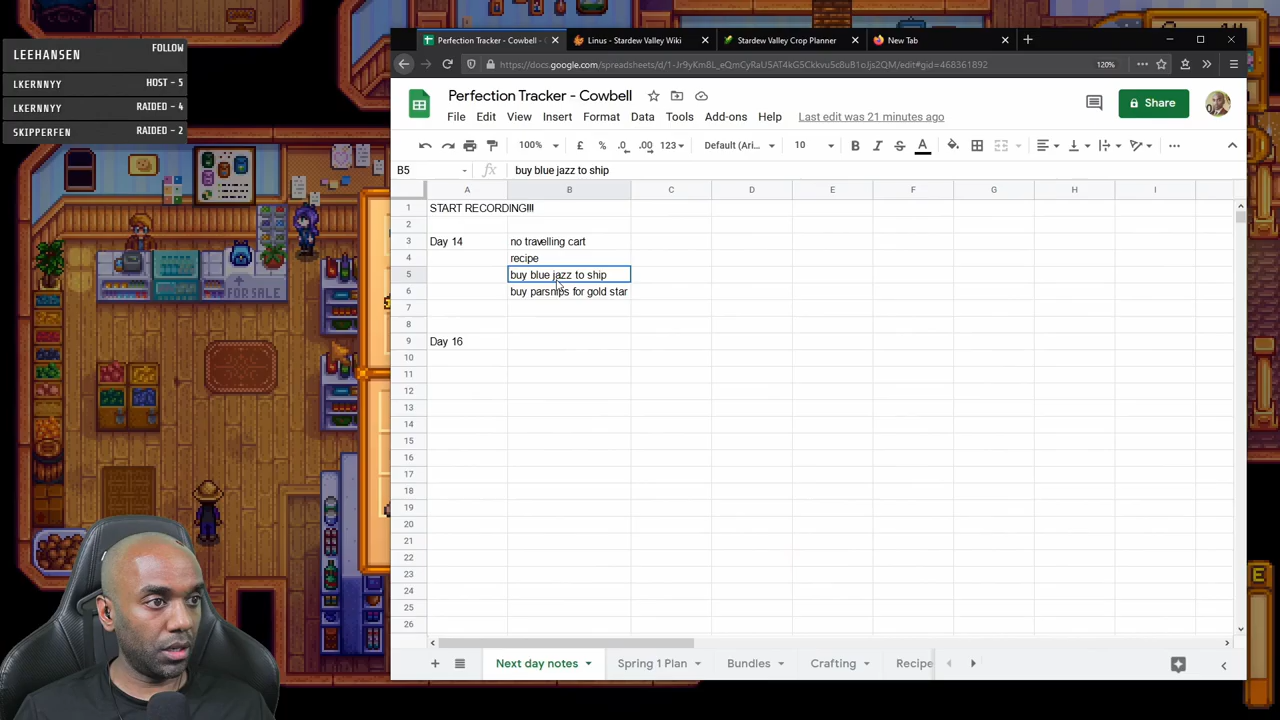 LEEHANSEN FOLLOW
LKERNNYY HOST - 5
LKERNNYY RAIDED - 4
SKIPPERFEN RAIDED - 2
Perfection Tracker - Cowbell - Linus - Stardew Valley Wiki Stardew Valley Crop Planner New Tab
120%
Perfection Tracker - Cowbell
Share
File Edit View Insert Format Data Tools Add-ons Help Last edit was 21 minutes ago
100% £ % .0 .00 123 Default (Ari... 10 B I S A
B5 fx buy blue jazz to ship
A B C D E F G H I
1 START RECORDING!!!
2
3 Day 14 no travelling cart
4 recipe
5 buy blue jazz to ship
6 buy parsnips for gold star
7
8
9 Day 16
10
11
12
13
14
15
16
17
18
19
20
21
22
23
24
25
26
Next day notes Spring 1 Plan Bundles Crafting Recipe
FOR SALE
E